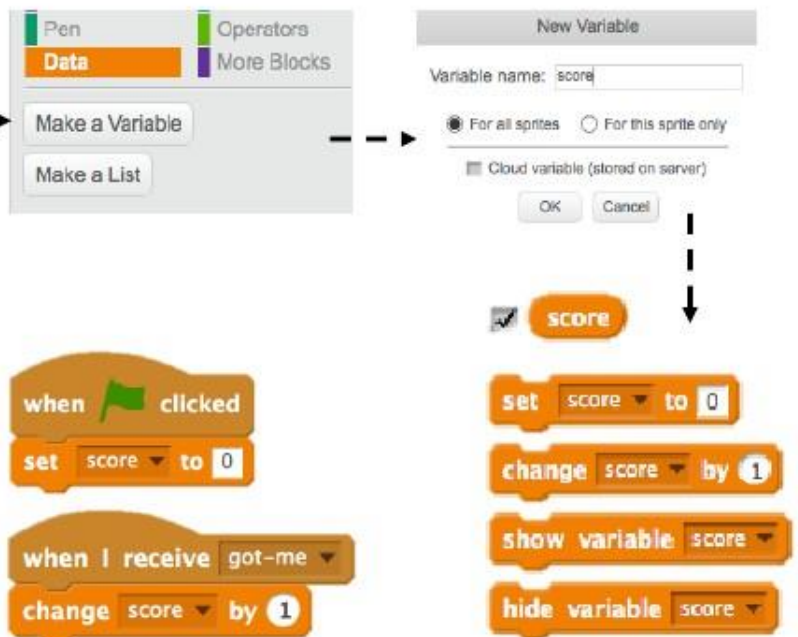 Pen Operators
Data More Blocks
Make a Variable
Make a List
New Variable
Variable name: score
For all sprites For this sprite only
Cloud variable (stored on server)
OK Cancel
score
when clicked
set score to 0
when I receive got-me
change score by 1
set score to 0
change score by 1
show variable score
hide variable score